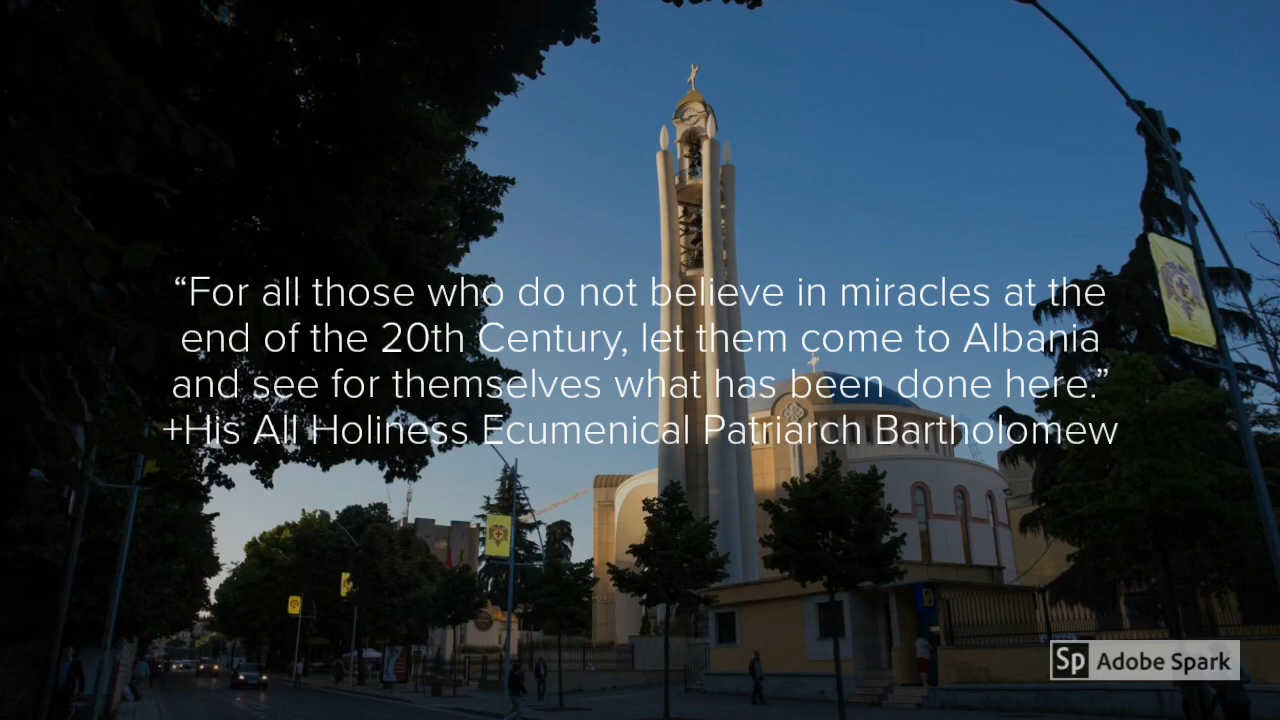 “For all those who do not believe in miracles at the
end of the 20th Century, let them come to Albania
and see for themselves what has been done here.”
+His All Holiness Ecumenical Patriarch Bartholomew
Sp Adobe Spark